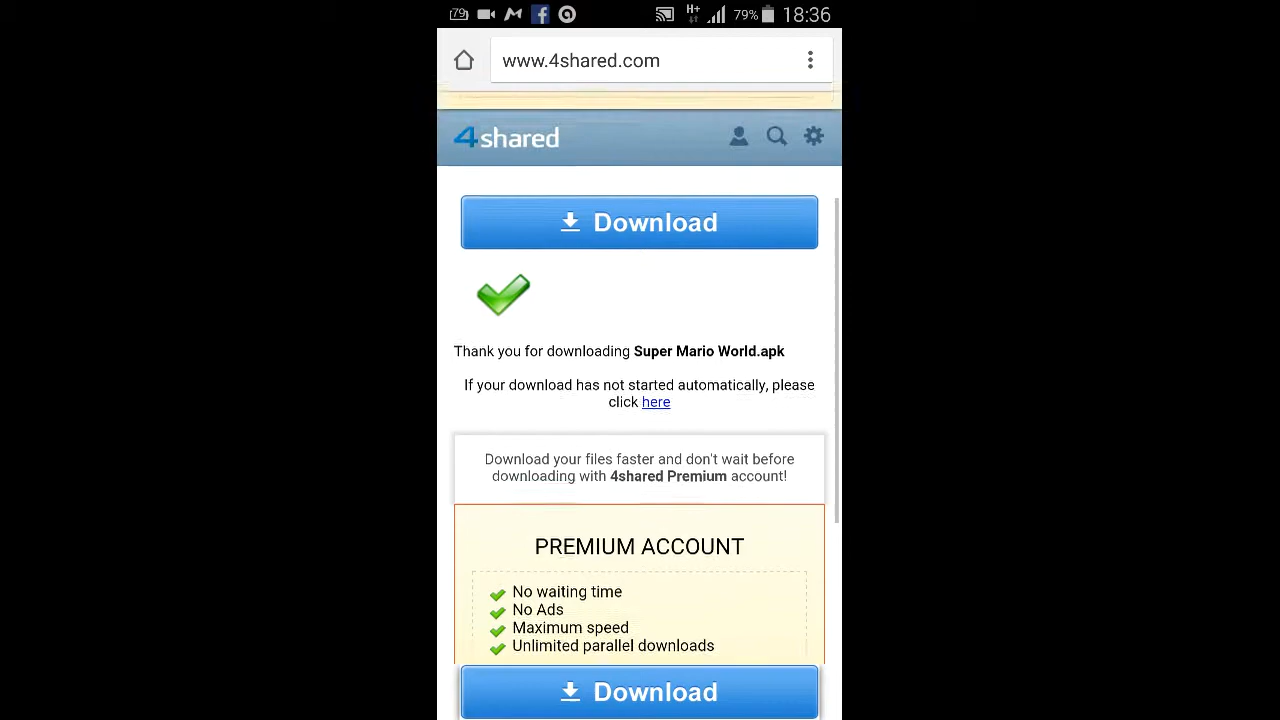 79 H+ 79% 18:36
www.4shared.com
4shared
Download
Thank you for downloading Super Mario World.apk
If your download has not started automatically, please
click here
Download your files faster and don't wait before
downloading with 4shared Premium account!
PREMIUM ACCOUNT
No waiting time
No Ads
Maximum speed
Unlimited parallel downloads
Download